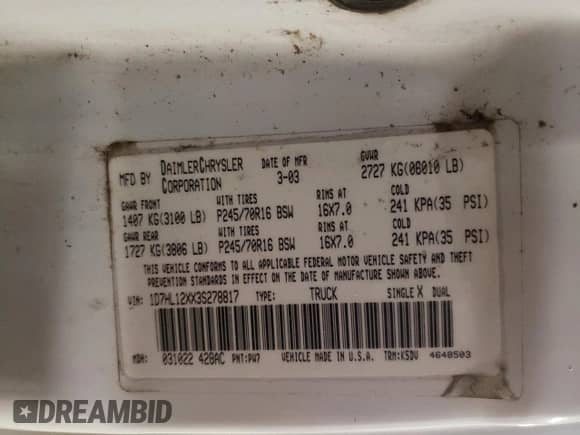 MFD BY DAIMLERCHRYSLER CORPORATION DATE OF MFR 3-03 GVWR 2727 KG(06010 LB)
GAWR FRONT WITH TIRES RIMS AT COLD
1407 KG(3100 LB) P245/70R16 BSW 16X7.0 241 KPA(35 PSI)
GAWR REAR WITH TIRES RIMS AT COLD
1727 KG(3806 LB) P245/70R16 BSW 16X7.0 241 KPA(35 PSI)
THIS VEHICLE CONFORMS TO ALL APPLICABLE FEDERAL MOTOR VEHICLE SAFETY AND THEFT
PREVENTION STANDARDS IN EFFECT ON THE DATE OF MANUFACTURE SHOWN ABOVE.
VIN: 1D7HL12XX3S278817 TYPE: TRUCK SINGLE X DUAL
MDH: 031022 428AC PNT:PW7 VEHICLE MADE IN U.S.A. TRM:K5DV 4648503
DREAMBID